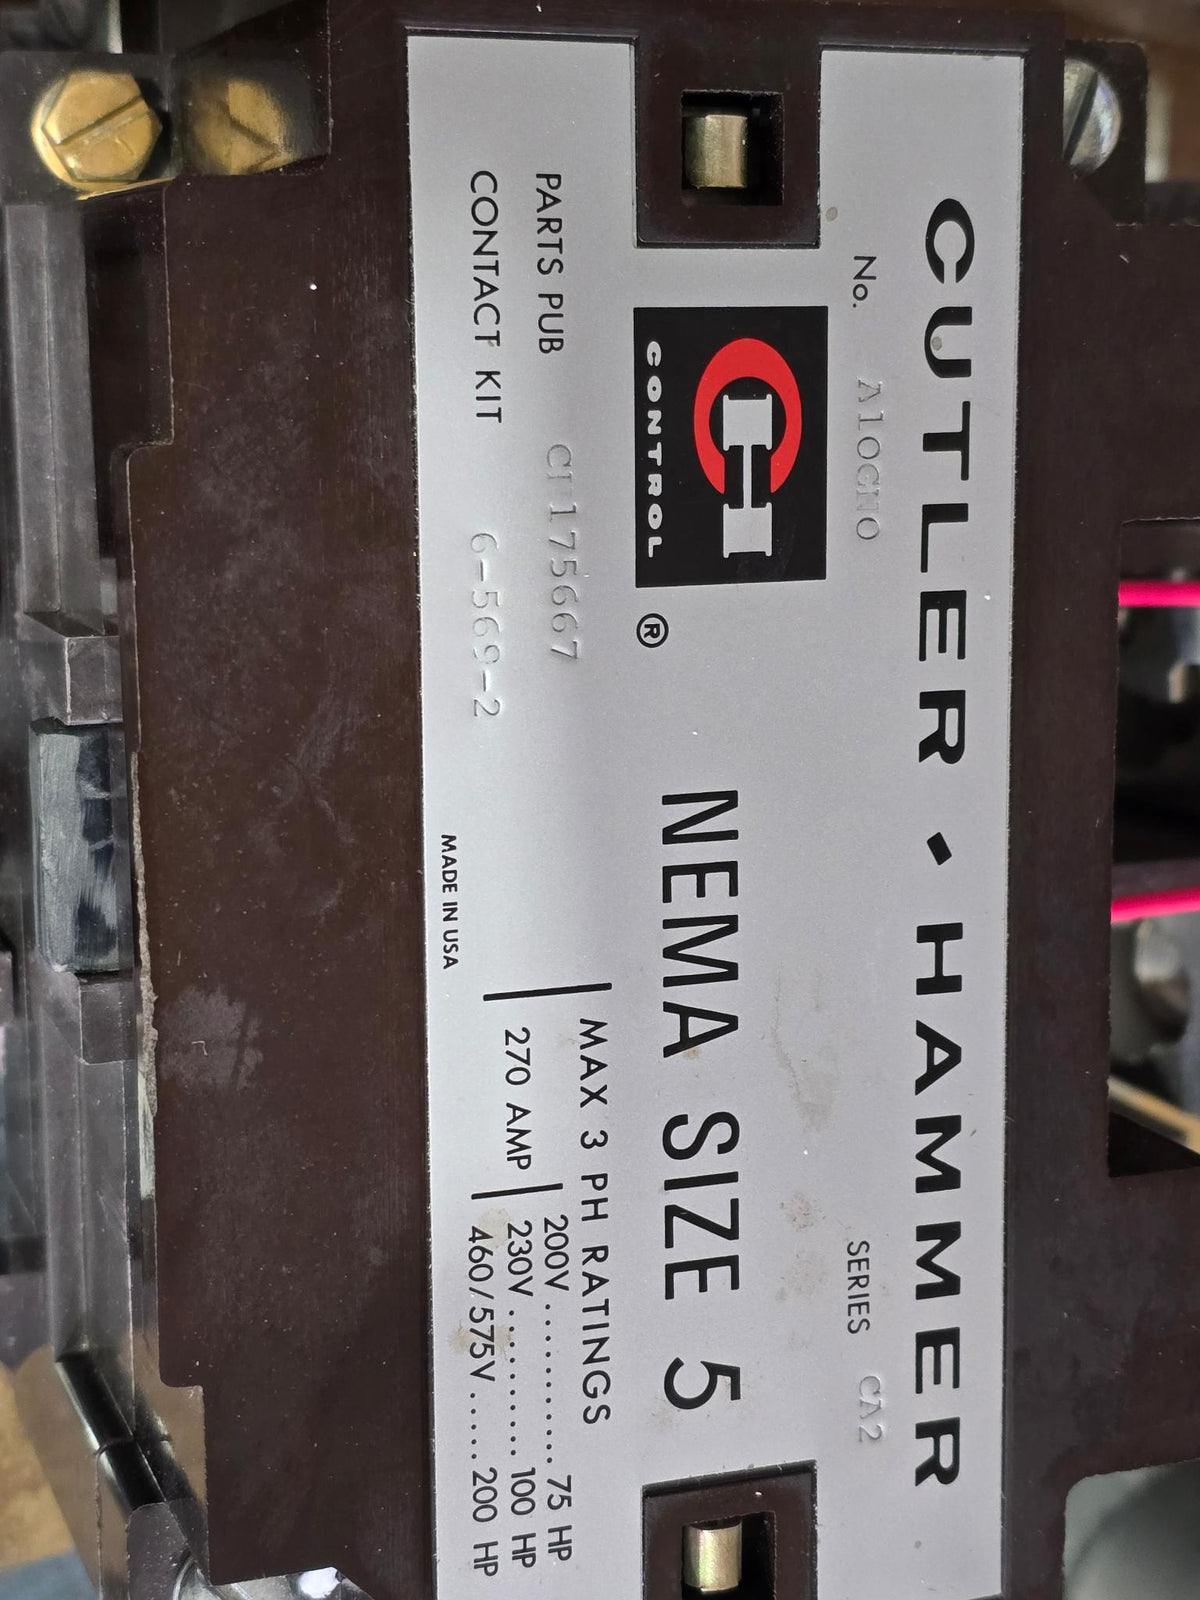 CUTLER ◆ HAMMER
No. A10GN0 SERIES CA2
CH CONTROL ®
NEMA SIZE 5
PARTS PUB
CONTACT KIT 6-569-2
MAX 3 PH RATINGS
270 AMP
200V .......... 75 HP
230V .......... 100 HP
460/575V ...... 200 HP
MADE IN USA